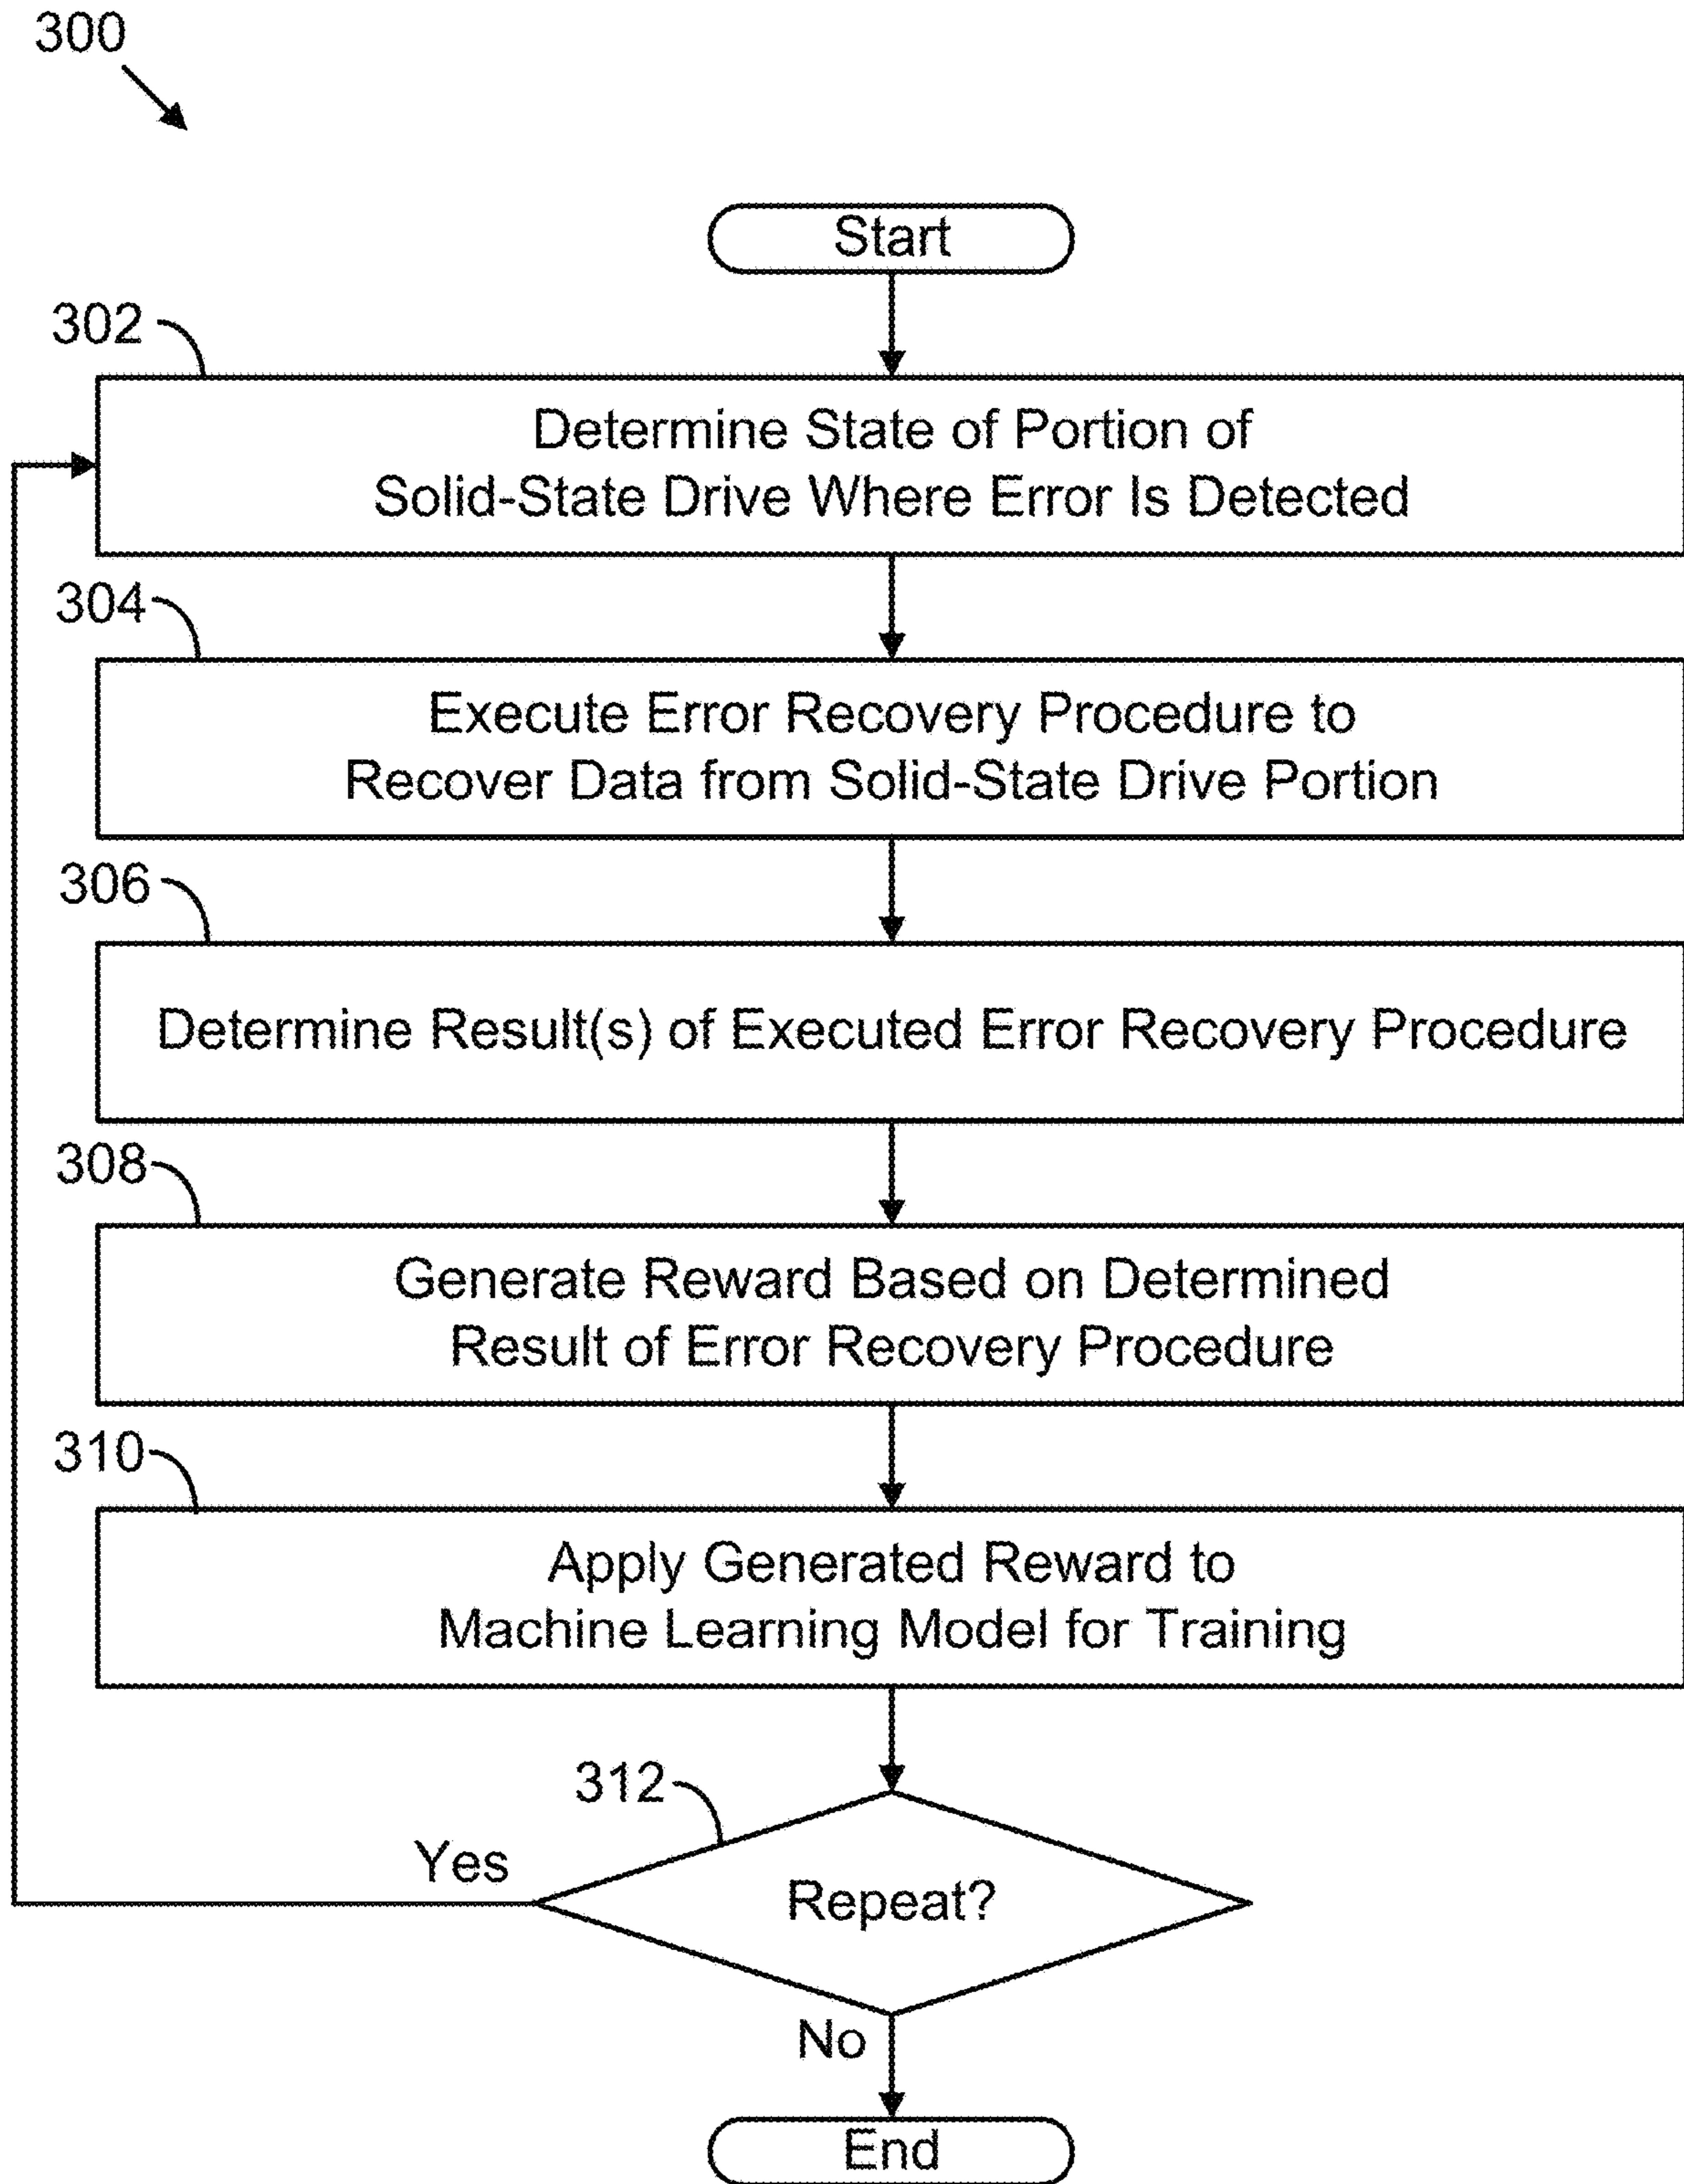 300
Start
302
Determine State of Portion of
Solid-State Drive Where Error Is Detected
304
Execute Error Recovery Procedure to
Recover Data from Solid-State Drive Portion
306
Determine Result(s) of Executed Error Recovery Procedure
308
Generate Reward Based on Determined
Result of Error Recovery Procedure
310
Apply Generated Reward to
Machine Learning Model for Training
312
Yes
Repeat?
No
End